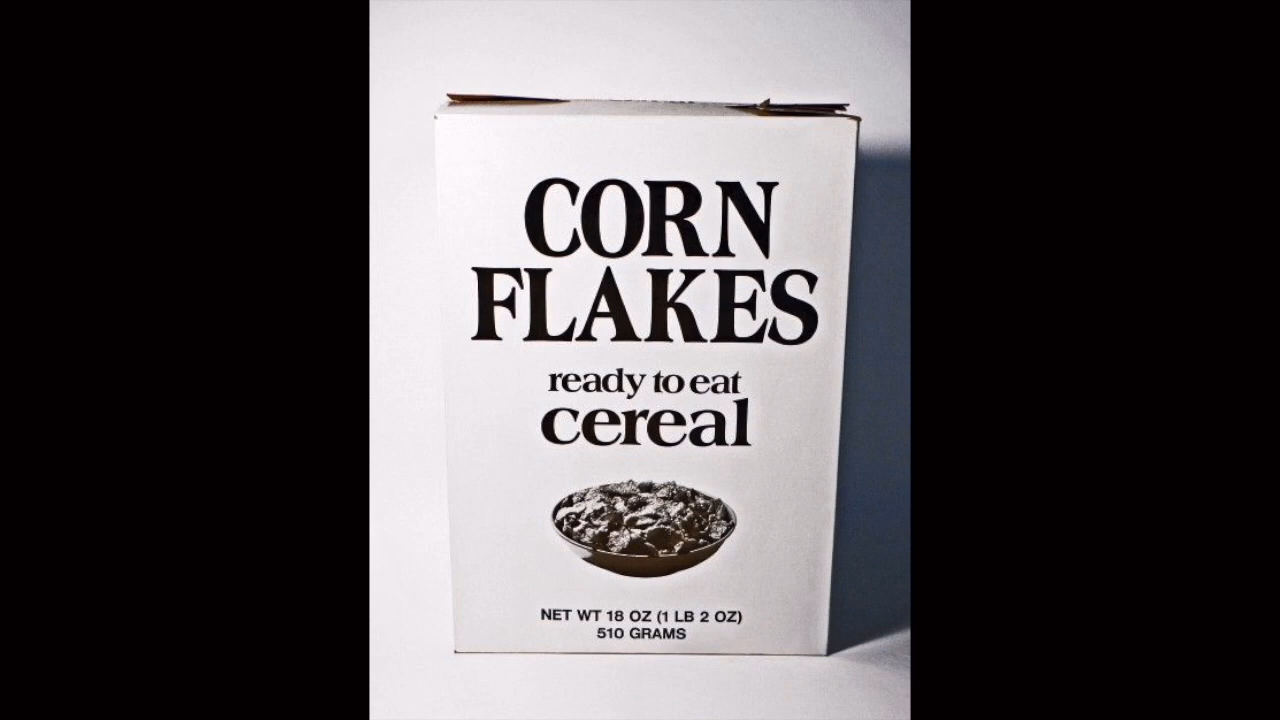 CORN
FLAKES
ready to eat
cereal
NET WT 18 OZ (1 LB 2 OZ)
510 GRAMS